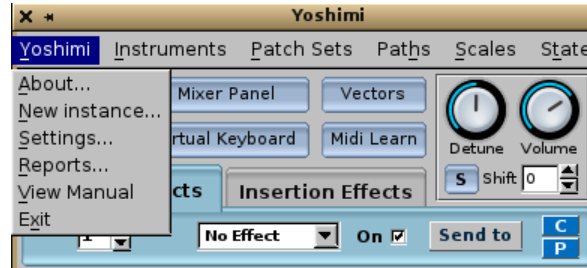 Yoshimi
Yoshimi Instruments Patch Sets Paths Scales State
About...
New instance...
Settings...
Reports...
View Manual
Exit
Mixer Panel Vectors
rtual Keyboard Midi Learn
Detune Volume
S Shift 0
cts Insertion Effects
1 No Effect On Send to C
P